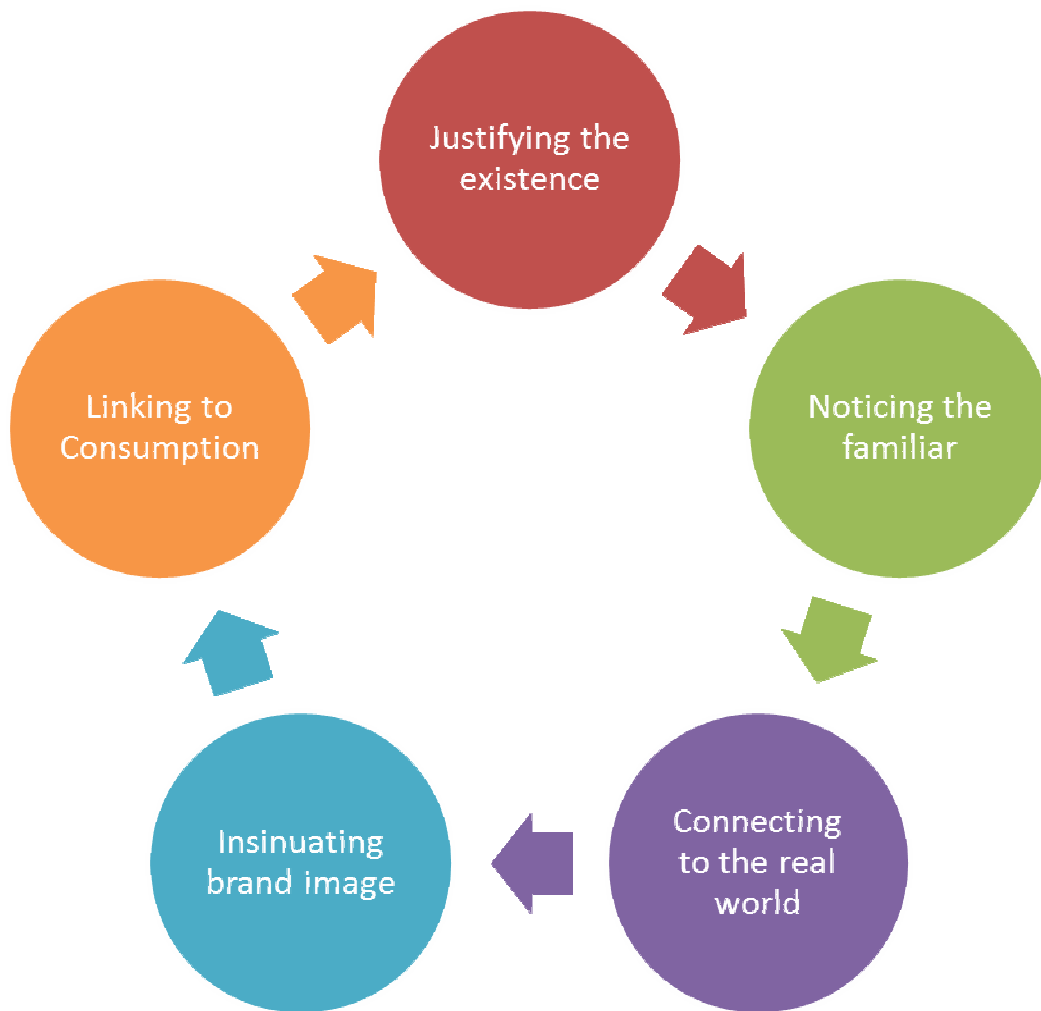 Justifying the
existence
Noticing the
familiar
Connecting
to the real
world
Insinuating
brand image
Linking to
Consumption